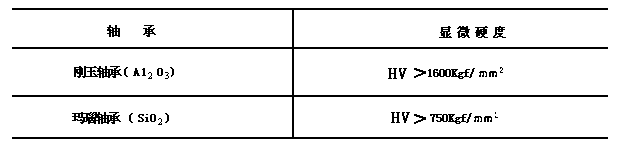 轴 承 显微硬度
刚玉轴承(Al₂O₃) HV >1600Kgf/mm²
玛瑙轴承 (SiO₂) HV >750Kgf/mm²